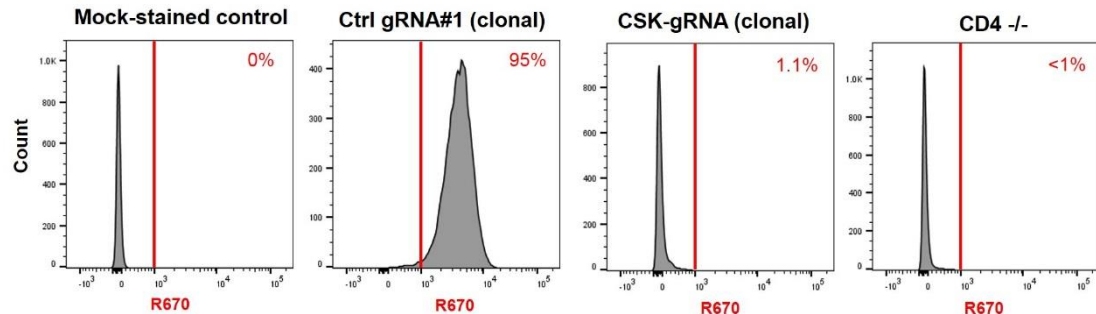 Mock-stained control
Ctrl gRNA#1 (clonal)
CSK-gRNA (clonal)
CD4 -/-
0%
95%
1.1%
<1%
Count
1.0K
800
600
400
200
0
400
300
200
100
0
800
600
400
200
0
1.0K
800
600
400
200
0
-10³ 0 10³ 10⁴ 10⁵
-10³ 0 10³ 10⁴ 10⁵
-10³ 0 10³ 10⁴ 10⁵
-10³ 0 10³ 10⁴ 10⁵
R670
R670
R670
R670